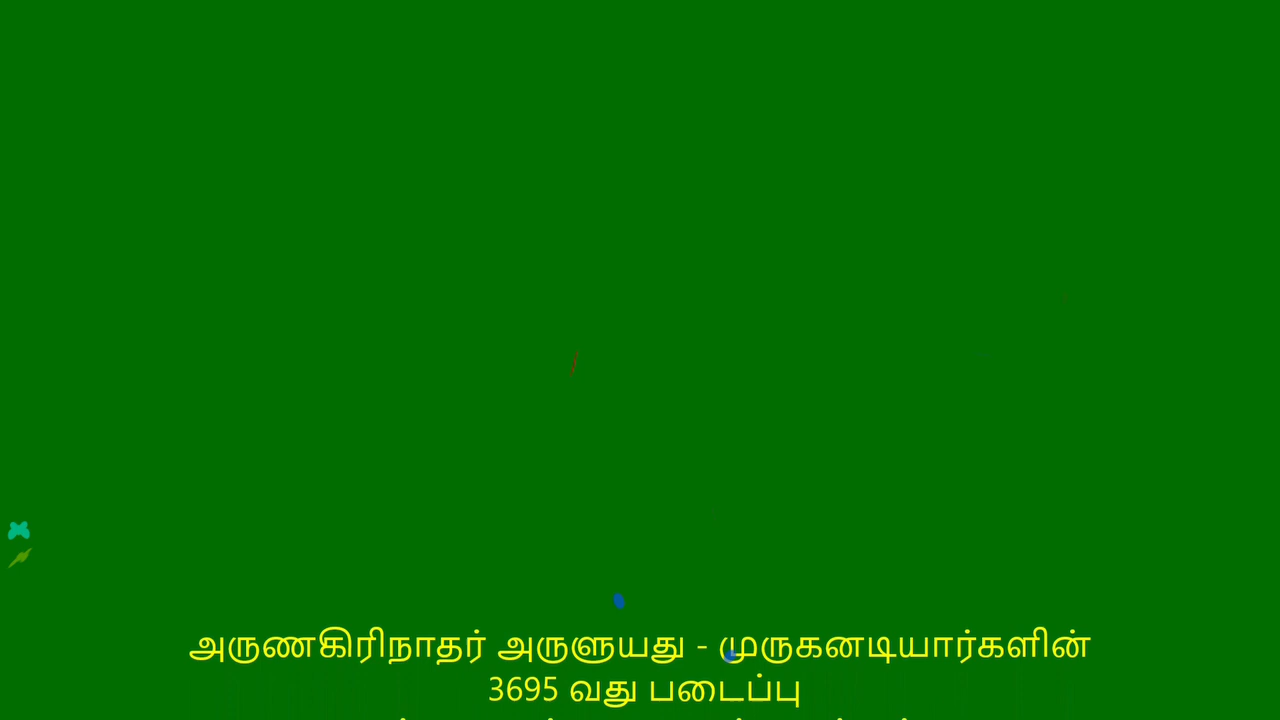 அருணகிரிநாதர் அருளுயது - முருகனடியார்களின்
3695 வது படைப்பு